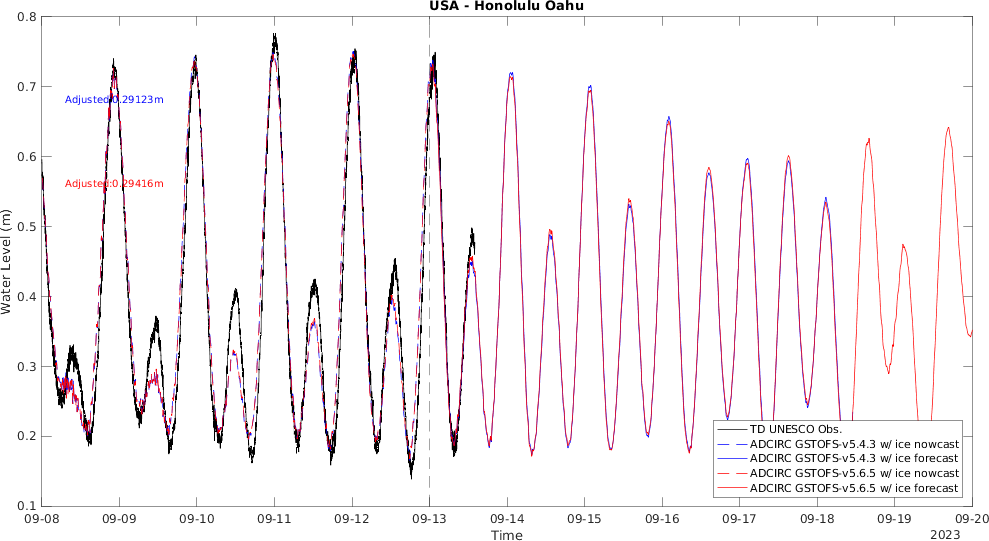 USA - Honolulu Oahu
0.8
0.7
0.6
0.5
0.4
0.3
0.2
0.1
Water Level (m)
Adjusted:0.29123m
Adjusted:0.29416m
TD UNESCO Obs.
ADCIRC GSTOFS-v5.4.3 w/ ice nowcast
ADCIRC GSTOFS-v5.4.3 w/ ice forecast
ADCIRC GSTOFS-v5.6.5 w/ ice nowcast
ADCIRC GSTOFS-v5.6.5 w/ ice forecast
09-08 09-09 09-10 09-11 09-12 09-13 09-14 09-15 09-16 09-17 09-18 09-19 09-20
Time
2023